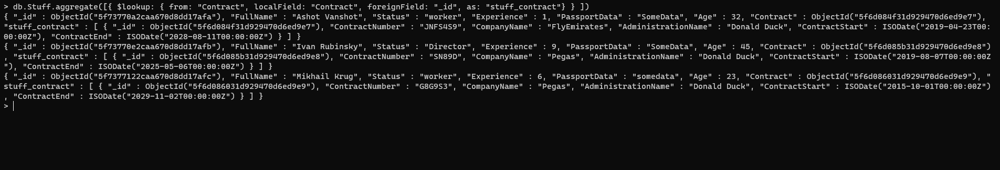 > db.Stuff.aggregate([{ $lookup: { from: "Contract", localField: "Contract", foreignField: "_id", as: "stuff_contract"} } ])
{ "_id" : ObjectId("5f73770a2caa670d8dd17afa"), "FullName" : "Ashot Vanshot", "Status" : "worker", "Experience" : 1, "PassportData" : "SomeData", "Age" : 32, "Contract" : ObjectId("5f6d084f31d929470d6ed9e7"),
"stuff_contract" : [ { "_id" : ObjectId("5f6d084f31d929470d6ed9e7"), "ContractNumber" : "JNFS4S9", "CompanyName" : "FlyEmirates", "AdministrationName" : "Donald Duck", "ContractStart" : ISODate("2019-04-23T00:
00:00Z"), "ContractEnd" : ISODate("2028-08-11T00:00:00Z") } ] }
{ "_id" : ObjectId("5f73770e2caa670d8dd17afb"), "FullName" : "Ivan Rubinsky", "Status" : "Director", "Experience" : 9, "PassportData" : "SomeData", "Age" : 45, "Contract" : ObjectId("5f6d085b31d929470d6ed9e8")
, "stuff_contract" : [ { "_id" : ObjectId("5f6d085b31d929470d6ed9e8"), "ContractNumber" : "SN89D", "CompanyName" : "Pegas", "AdministrationName" : "Donald Duck", "ContractStart" : ISODate("2019-08-07T00:00:00Z
"), "ContractEnd" : ISODate("2025-05-06T00:00:00Z") } ] }
{ "_id" : ObjectId("5f7377122caa670d8dd17afc"), "FullName" : "Mikhail Krug", "Status" : "worker", "Experience" : 6, "PassportData" : "somedata", "Age" : 23, "Contract" : ObjectId("5f6d086031d929470d6ed9e9"), "
stuff_contract" : [ { "_id" : ObjectId("5f6d086031d929470d6ed9e9"), "ContractNumber" : "G8G9S3", "CompanyName" : "Pegas", "AdministrationName" : "Donald Duck", "ContractStart" : ISODate("2015-10-01T00:00:00Z")
, "ContractEnd" : ISODate("2029-11-02T00:00:00Z") } ] }
>